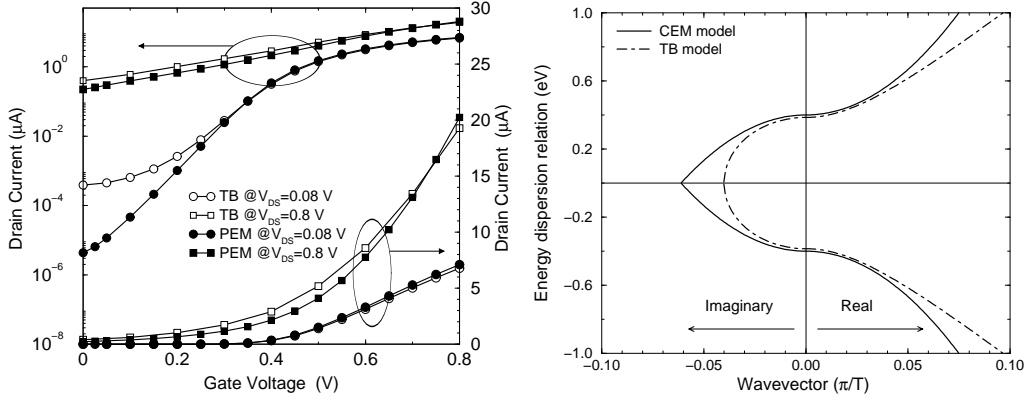 Drain Current (μA)
10⁰
10⁻²
10⁻⁴
10⁻⁶
10⁻⁸
30
25
20
15
10
5
0
Drain Current (μA)
TB @V_DS=0.08 V
TB @V_DS=0.8 V
PEM @V_DS=0.08 V
PEM @V_DS=0.8 V
0 0.2 0.4 0.6 0.8
Gate Voltage (V)
Energy dispersion relation (eV)
1.0
0.6
0.2
−0.2
−0.6
−1.0
CEM model
TB model
Imaginary Real
−0.10 −0.05 0.00 0.05 0.10
Wavevector (π/T)